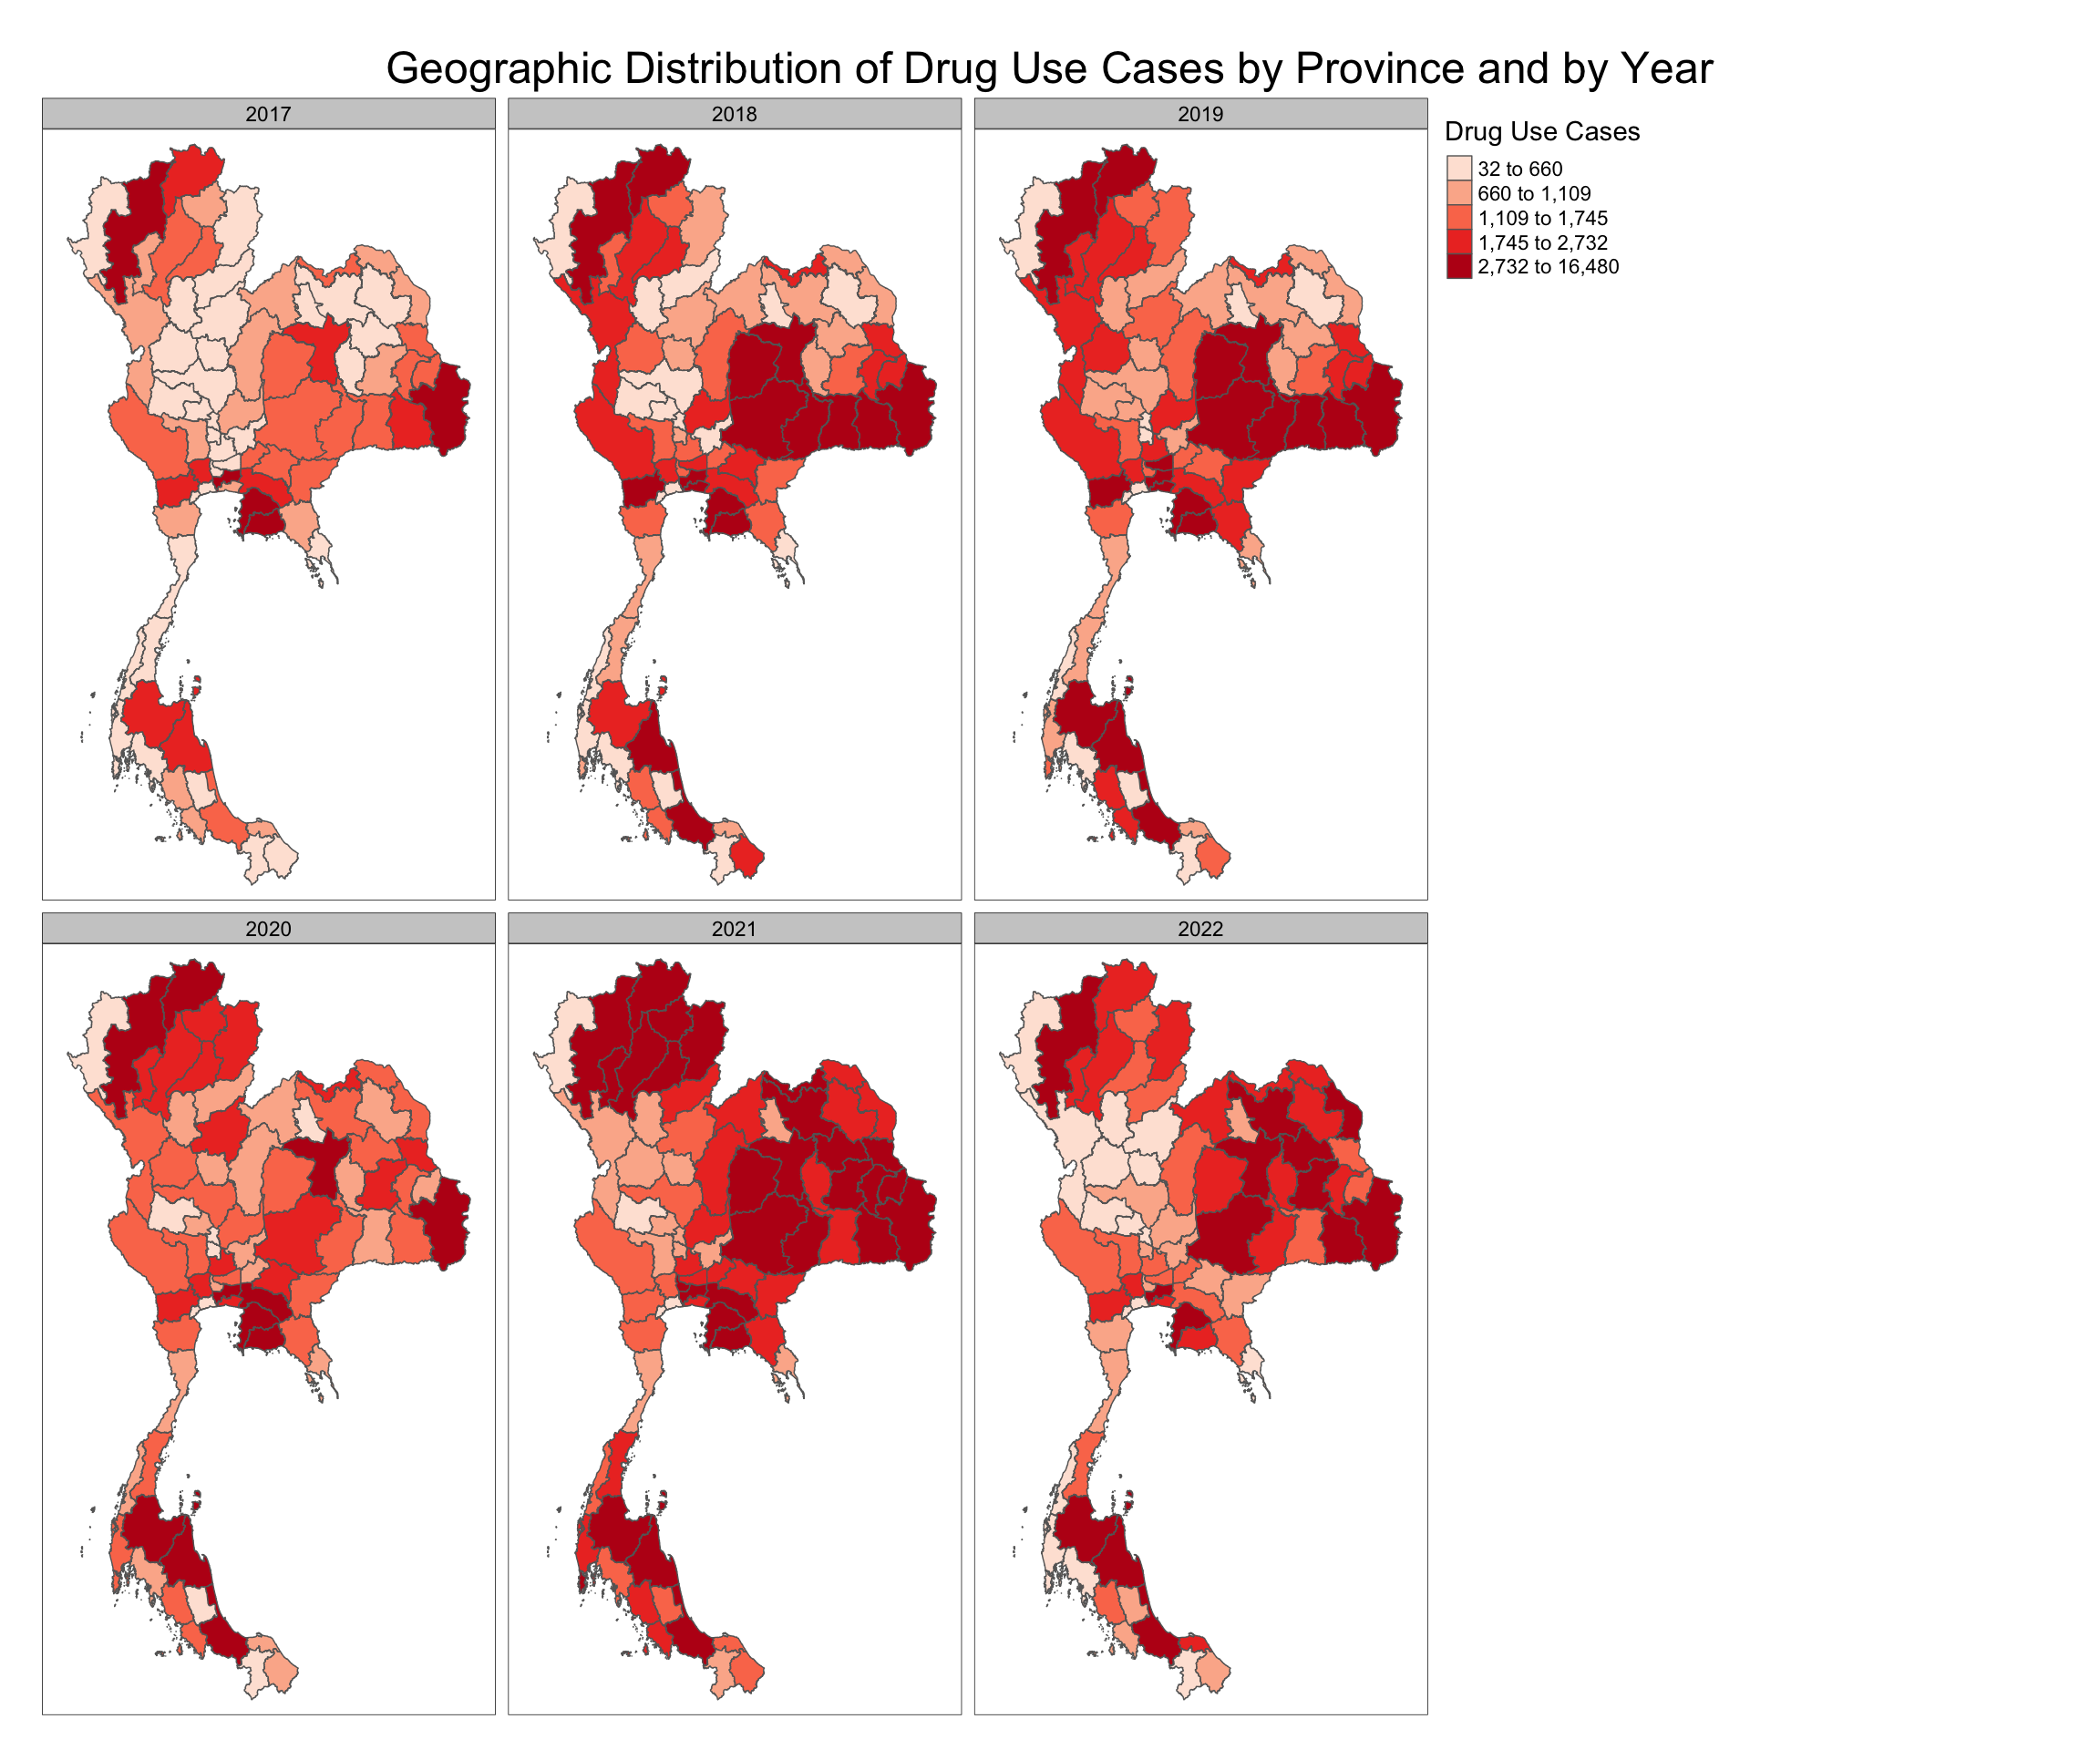 Geographic Distribution of Drug Use Cases by Province and by Year
2017
2018
2019
Drug Use Cases
32 to 660
660 to 1,109
1,109 to 1,745
1,745 to 2,732
2,732 to 16,480
2020
2021
2022